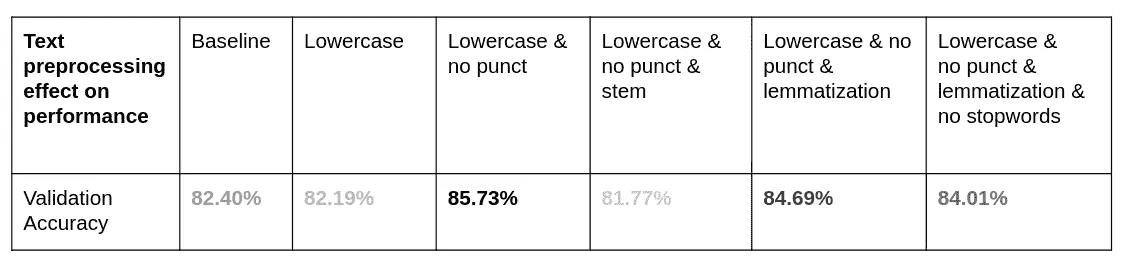 Text preprocessing effect on performance
Baseline
Lowercase
Lowercase & no punct
Lowercase & no punct & stem
Lowercase & no punct & lemmatization
Lowercase & no punct & lemmatization & no stopwords
Validation Accuracy
82.40%
82.19%
85.73%
81.77%
84.69%
84.01%